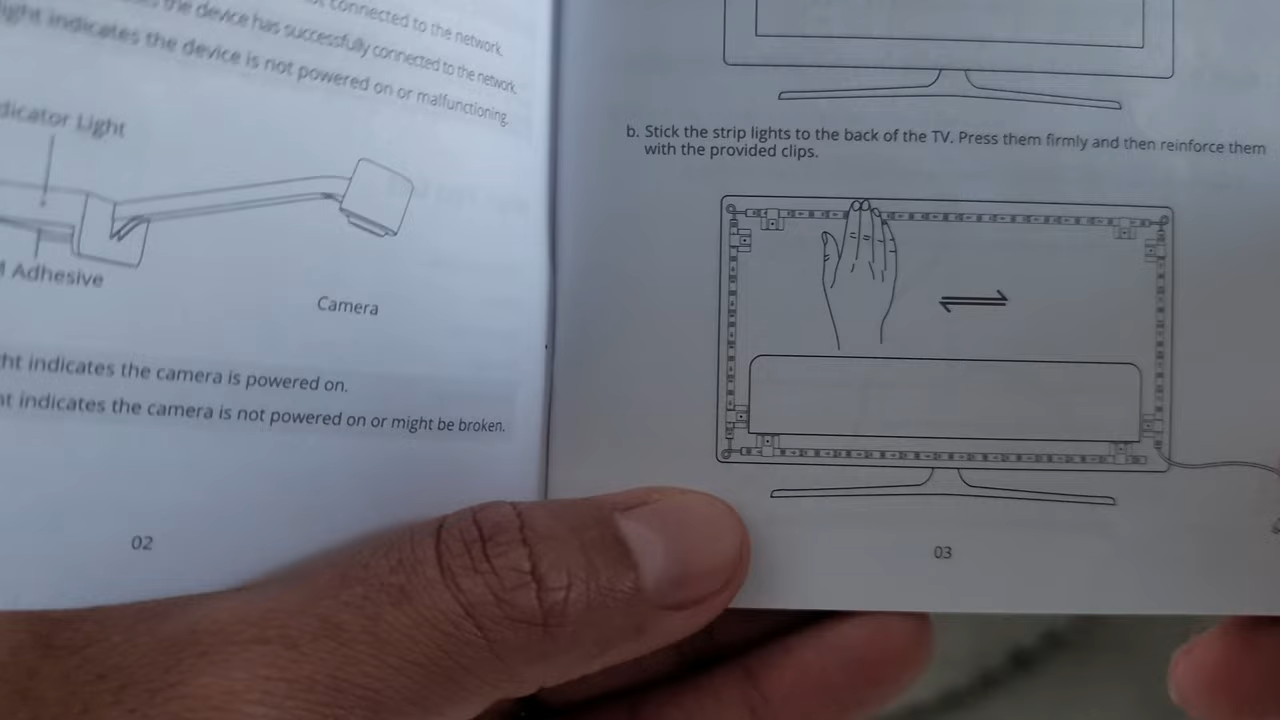 connected to the network.
the device has successfully connected to the network.
light indicates the device is not powered on or malfunctioning.
Light
Adhesive
Camera
indicates the camera is powered on.
indicates the camera is not powered on or might be broken.
02
b. Stick the strip lights to the back of the TV. Press them firmly and then reinforce them
with the provided clips.
03